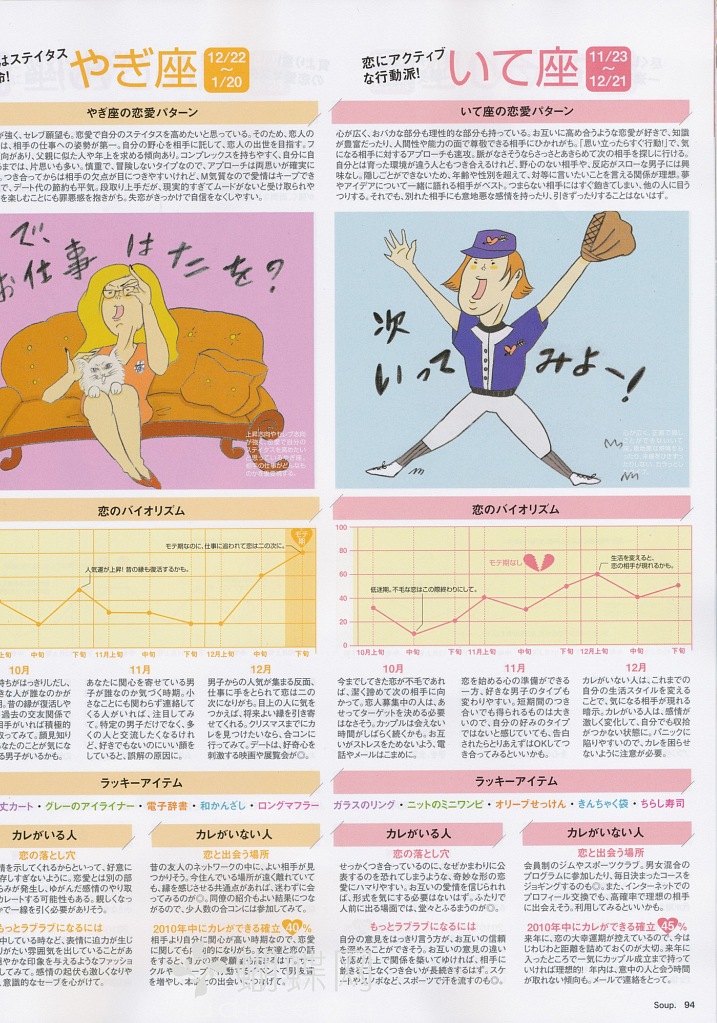 はステイタス
命!
やぎ座
12/22
〜
1/20
やぎ座の恋愛パターン
が強く、セレブ願望も。恋愛で自分のステイタスを高めたいと思っている。そのため、恋人の
は、相手の仕事への姿勢が第一。自分の野心を相手に託して、恋人の出世を目指す。フ
向があり、父親に似た人や年上を求める傾向あり。コンプレックスを持ちやすく、自分に自
るまでは、片思いも多い。慎重で、冒険しないタイプなので、アプローチは両思いが確実に
。つき合ってからは相手の欠点が目につきやすいけれど、M気質なので愛情はキープでき
で、デート代の節約も平気。段取り上手だが、現実的すぎてムードがないと受け取られや
を楽しむことにも罪悪感を抱きがち。失恋がきっかけで自信をなくしやすい。
で、
お仕事はナニを?
上昇志向やセレブ志向
が強く、恋愛で自分の
ステイタスを高めたい
と思っているやぎ座。
恋のバイオリズム
モテ期
モテ期なのに、仕事に追われて恋は二の次に。
人気運が上昇! 昔の縁も復活するかも。
上旬 中旬 下旬 11月上旬 中旬 下旬 12月上旬 中旬 下旬
10月
持ちがはっきりし、
きな人が誰なのかが
期。昔の縁が復活しや
過去の交友関係で
相手がいれば積極的
取ってみて。顔見知り
あなたのことが気にな
る男子がいるかも。
11月
あなたに関心を寄せている男
子が誰なのか気づく時期。小
さなことにも関わらず連絡して
くる人がいれば、注目してみ
て。特定の男子だけでなく、多
くの人と交流したくなるけれ
ど、好きでもないのにいい顔を
していると、誤解の原因に。
12月
男子からの人気が集まる反面、
仕事に手をとられて恋は二の
次になりがち。目上の人に気を
つかえば、将来よい縁を引き寄
せてくれる。クリスマスまでにカ
レを見つけたいなら、合コンに
行ってみて。デートは、好奇心を
刺激する映画や展覧会が◎。
ラッキーアイテム
丈カート・グレーのアイライナー・電子辞書・和かんざし・ロングマフラー
カレがいる人
恋の落とし穴
情を示してくれるからといって、好意に
存しすぎないように。恋愛とは別の部
らみが発生し、ゆがんだ感情のやり取
カレートする可能性もある。親しくなっ
で一線を引く必要がありそう。
もっとラブラブになるには
中している時など、表情に迫力が生じ
りがたい雰囲気を出していることがあ
やかな印象を与えるようなファッショ
してみて。感情の起伏も激しくなりや
意識的なセーブを心がけて。
カレがいない人
恋と出会う場所
昔の友人のネットワークの中に、よい相手が見
つかりそう。今住んでいる場所が遠く離れていて
も、縁を感じさせる共通点があれば、迷わずに会
ってみるのが◎。同僚の紹介もよい結果につな
がるので、少人数の合コンには参加してみて。
2010年中にカレができる確立 40%
相手より自分に関心が高い時期なので、恋愛
恋にアクティブ
な行動派!
いて座
11/23
〜
12/21
いて座の恋愛パターン
心が広く、おバカな部分も理性的な部分も持っている。お互いに高め合うような恋愛が好きで、知識
が豊富だったり、人間性や能力の面で尊敬できる相手にひかれがち。「思い立ったらすぐ行動!」で、気
になる相手に対するアプローチも速攻。脈がなさそうならさっさとあきらめて次の相手を探しに行ける。
自分とは育った環境が違う人ともつき合えるけれど、野心のない相手や、反応がスローな男子には興
味なし。隠しごとができないため、年齢や性別を超えて、対等に言いたいことを言える関係が理想。夢
やアイデアについて一緒に語れる相手がベスト。つまらない相手にはすぐ飽きてしまい、他の人に目う
つりする。それでも、別れた相手にも意地悪な感情を持ったり、引きずったりすることはないはず。
次
いってみよー!
恋のバイオリズム
100
80
60
40
20
0
モテ期なし
低迷期。不毛な恋はこの際終わりにして。
生活を変えると、
恋の相手が現れるかも。
10月上旬 中旬 下旬 11月上旬 中旬 下旬 12月上旬 中旬 下旬
10月
今までしてきた恋が不毛であれ
ば、潔く諦めて次の相手に向
かって。恋人募集中の人は、あ
せってターゲットを決める必要
はなさそう。カップルは会えない
時間がしばらく続くかも。お互
いがストレスをためないよう、電
話やメールはこまめに。
11月
恋を始める心の準備ができる
一方、好きな男子のタイプも
変わりやすい。短期間のつき
合いでも得られるものは大き
いので、自分の好みのタイプ
ではないと感じていても、告白
されたらとりあえずはOKしてつ
き合ってみるといいかも。
12月
カレがいない人は、これまでの
自分の生活スタイルを変える
ことで、気になる相手が現れる
暗示。カレがいる人は、感情が
激しく変化して、自分でも収拾
がつかない状態に。パニックに
陥りやすいので、カレを困らせ
ないように注意が必要。
ラッキーアイテム
ガラスのリング・ニットのミニワンピ・オリーブせっけん・きんちゃく袋・ちらし寿司
カレがいる人
恋の落とし穴
せっかくつき合っているのに、なぜかまわりに公
表するのを恐れてしまうような、奇妙な形の恋
愛にハマりやすい。お互いの愛情を信じられれ
ば、形式を気にする必要はないはず。ふたりで
人前に出る場面では、堂々とふるまうのが◎。
もっとラブラブになるには
自分の意見をはっきり言う方が、お互いの信頼
を深めることができそう。お互いの意見の違い
を認めた上で関係を築いてゆければ、相手に
飽きることなくつき合いが長続きするはず。スケ
ートやスノボなど、スポーツで汗を流すのも◎。
カレがいない人
恋と出会う場所
会員制のジムやスポーツクラブ。男女混合の
プログラムに参加したり、毎日決まったコースを
ジョギングするのも◎。また、インターネットでの
プロフィール交換でも、高確率で理想の相手
に出会えそう。利用してみるといいかも。
2010年中にカレができる確立 45%
来年に、恋の大幸運期が控えているので、今は
じわじわと距離を詰めておくのが大切。来年に
入ったところで一気にカップル成立まで持って
いければ理想的! 年内は、意中の人と会う時間
が取れない傾向も。メールで連絡をとって。
Soup. 94